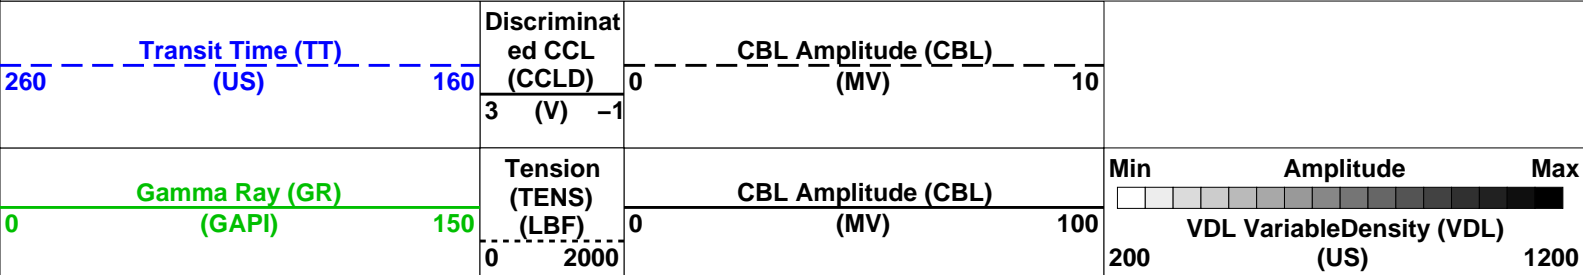 Transit Time (TT)
260 (US) 160
Discriminat
ed CCL
(CCLD)
3 (V) −1
CBL Amplitude (CBL)
0 (MV) 10
Gamma Ray (GR)
0 (GAPI) 150
Tension
(TENS)
(LBF)
0 2000
CBL Amplitude (CBL)
0 (MV) 100
Min Amplitude Max
VDL VariableDensity (VDL)
200 (US) 1200